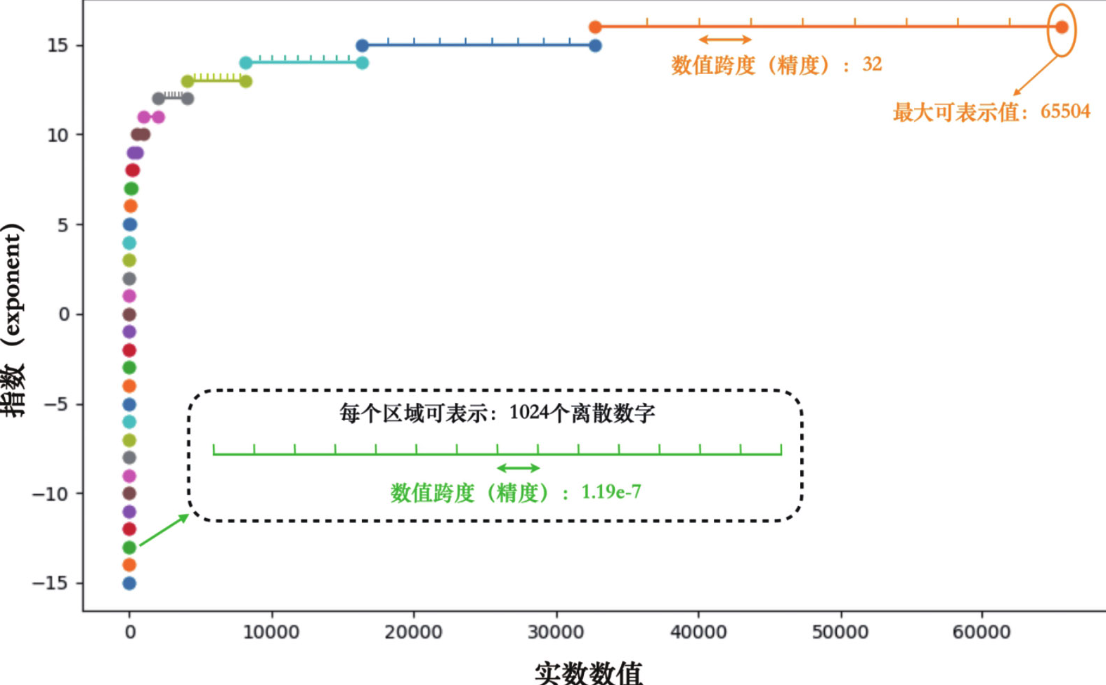 15
10
5
0
−5
−10
−15
指数（exponent）
数值跨度（精度）：32
最大可表示值：65504
每个区域可表示：1024个离散数字
数值跨度（精度）：1.19e-7
0
10000
20000
30000
40000
50000
60000
实数数值